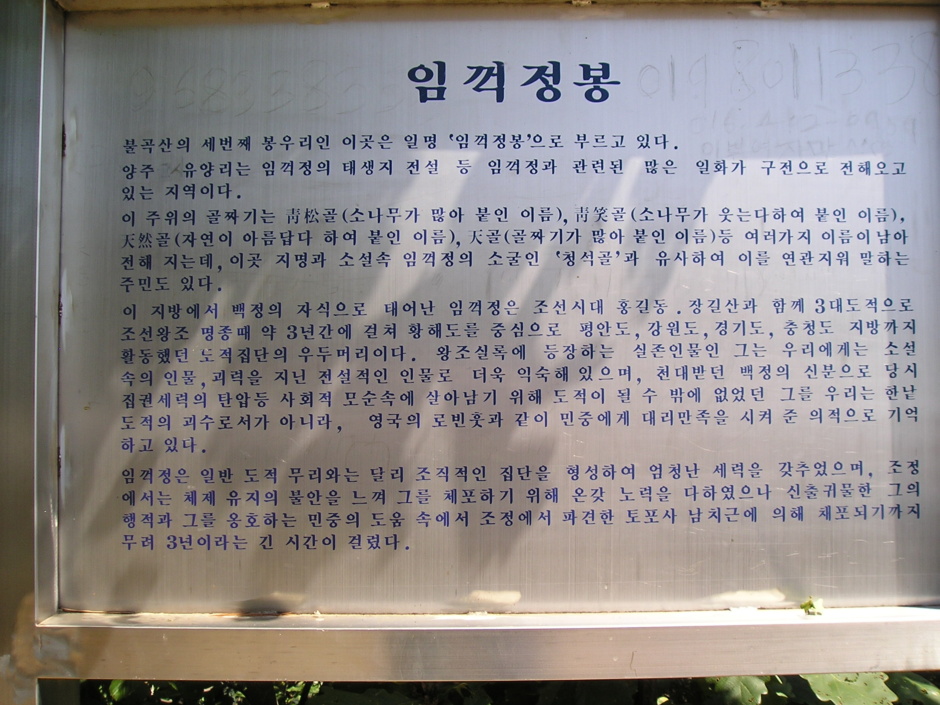 임꺽정봉
불곡산의 세번째 봉우리인 이곳은 일명 '임꺽정봉'으로 부르고 있다.
양주 유양리는 임꺽정의 태생지 전설 등 임꺽정과 관련된 많은 일화가 구전으로 전해오고
있는 지역이다.
이 주위의 골짜기는 靑松골(소나무가 많아 붙인 이름), 靑笑골(소나무가 웃는다하여 붙인 이름),
天然골(자연이 아름답다 하여 붙인 이름), 天골(골짜기가 많아 붙인 이름)등 여러가지 이름이 남아
전해 지는데, 이곳 지명과 소설속 임꺽정의 소굴인 '청석골'과 유사하여 이를 연관지워 말하는
주민도 있다.
이 지방에서 백정의 자식으로 태어난 임꺽정은 조선시대 홍길동. 장길산과 함께 3대도적으로
조선왕조 명종때 약 3년간에 걸쳐 황해도를 중심으로 평안도, 강원도, 경기도, 충청도 지방까지
활동했던 도적집단의 우두머리이다. 왕조실록에 등장하는 실존인물인 그는 우리에게는 소설
속의 인물, 괴력을 지닌 전설적인 인물로 더욱 익숙해 있으며, 천대받던 백정의 신분으로 당시
집권세력의 탄압등 사회적 모순속에 살아남기 위해 도적이 될 수 밖에 없었던 그를 우리는 한낱
도적의 괴수로서가 아니라, 영국의 로빈훗과 같이 민중에게 대리만족을 시켜 준 의적으로 기억
하고 있다.
임꺽정은 일반 도적 무리와는 달리 조직적인 집단을 형성하여 엄청난 세력을 갖추었으며, 조정
에서는 체제 유지의 불안을 느껴 그를 체포하기 위해 온갖 노력을 다하였으나 신출귀물한 그의
행적과 그를 옹호하는 민중의 도움 속에서 조정에서 파견한 토포사 남치근에 의해 체포되기까지
무려 3년이라는 긴 시간이 걸렸다.